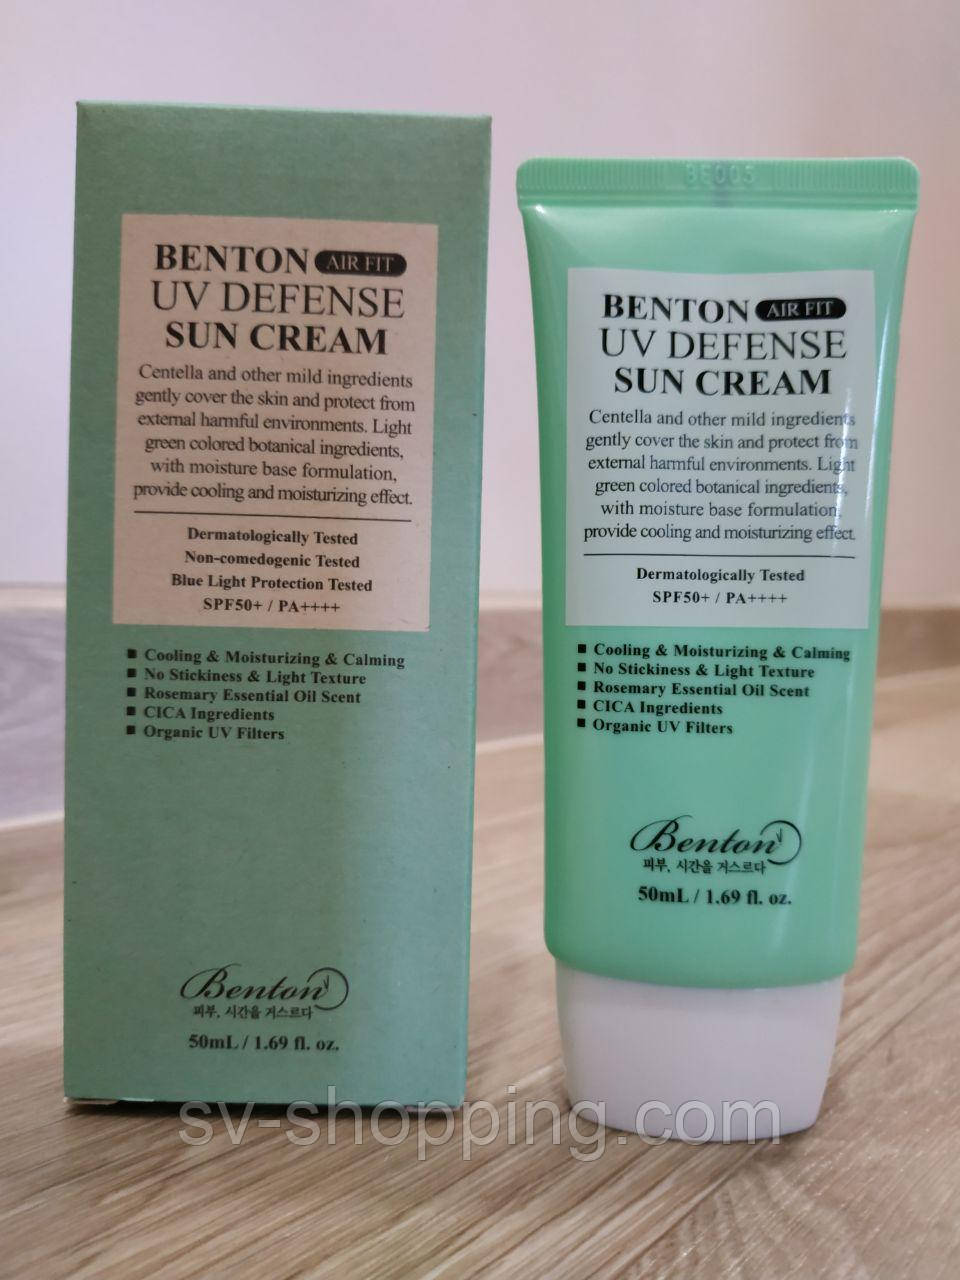 BENTON AIR FIT
UV DEFENSE
SUN CREAM
Centella and other mild ingredients
gently cover the skin and protect from
external harmful environments. Light
green colored botanical ingredients,
with moisture base formulation,
provide cooling and moisturizing effect.
Dermatologically Tested
Non-comedogenic Tested
Blue Light Protection Tested
SPF50+ / PA++++
■ Cooling & Moisturizing & Calming
■ No Stickiness & Light Texture
■ Rosemary Essential Oil Scent
■ CICA Ingredients
■ Organic UV Filters
Benton
피부, 시간을 거스르다
50mL / 1.69 fl. oz.
BE005
BENTON AIR FIT
UV DEFENSE
SUN CREAM
Centella and other mild ingredients
gently cover the skin and protect from
external harmful environments. Light
green colored botanical ingredients,
with moisture base formulation,
provide cooling and moisturizing effect.
Dermatologically Tested
SPF50+ / PA++++
■ Cooling & Moisturizing & Calming
■ No Stickiness & Light Texture
■ Rosemary Essential Oil Scent
■ CICA Ingredients
■ Organic UV Filters
Benton
피부, 시간을 거스르다
50mL / 1.69 fl. oz.
sv-shopping.com